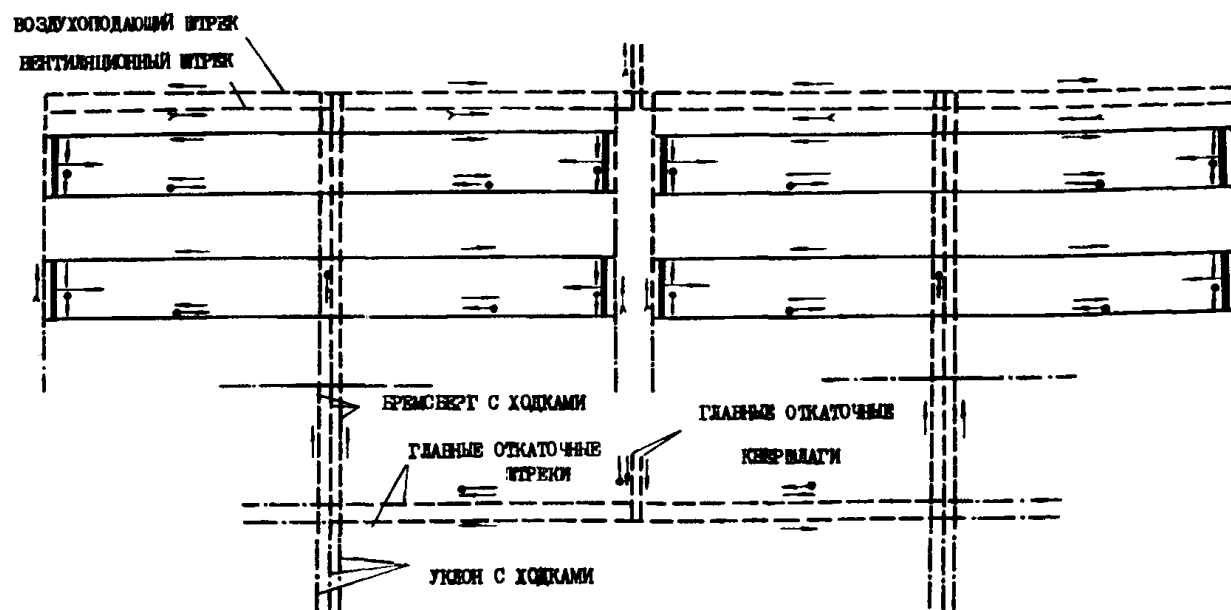 ВОЗДУХОПОДАЮЩИЙ ШТРЕК
ВЕНТИЛЯЦИОННЫЙ ШТРЕК
БРЕМСБЕРГ С ХОДКАМИ
ГЛАВНЫЕ ОТКАТОЧНЫЕ
КВЕРШЛАГИ
ГЛАВНЫЕ ОТКАТОЧНЫЕ
ШТРЕКИ
УКЛОН С ХОДКАМИ